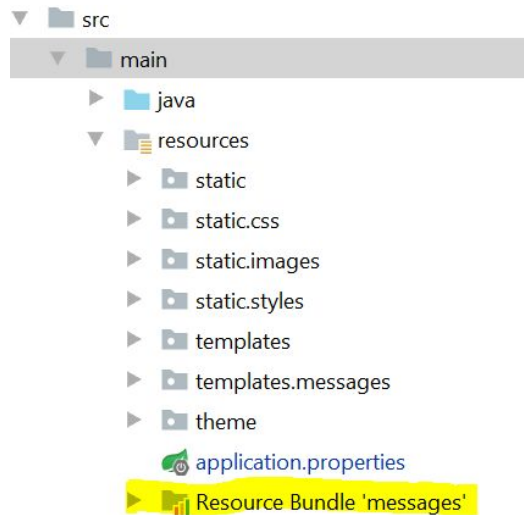 src
main
java
resources
static
static.css
static.images
static.styles
templates
templates.messages
theme
application.properties
Resource Bundle 'messages'